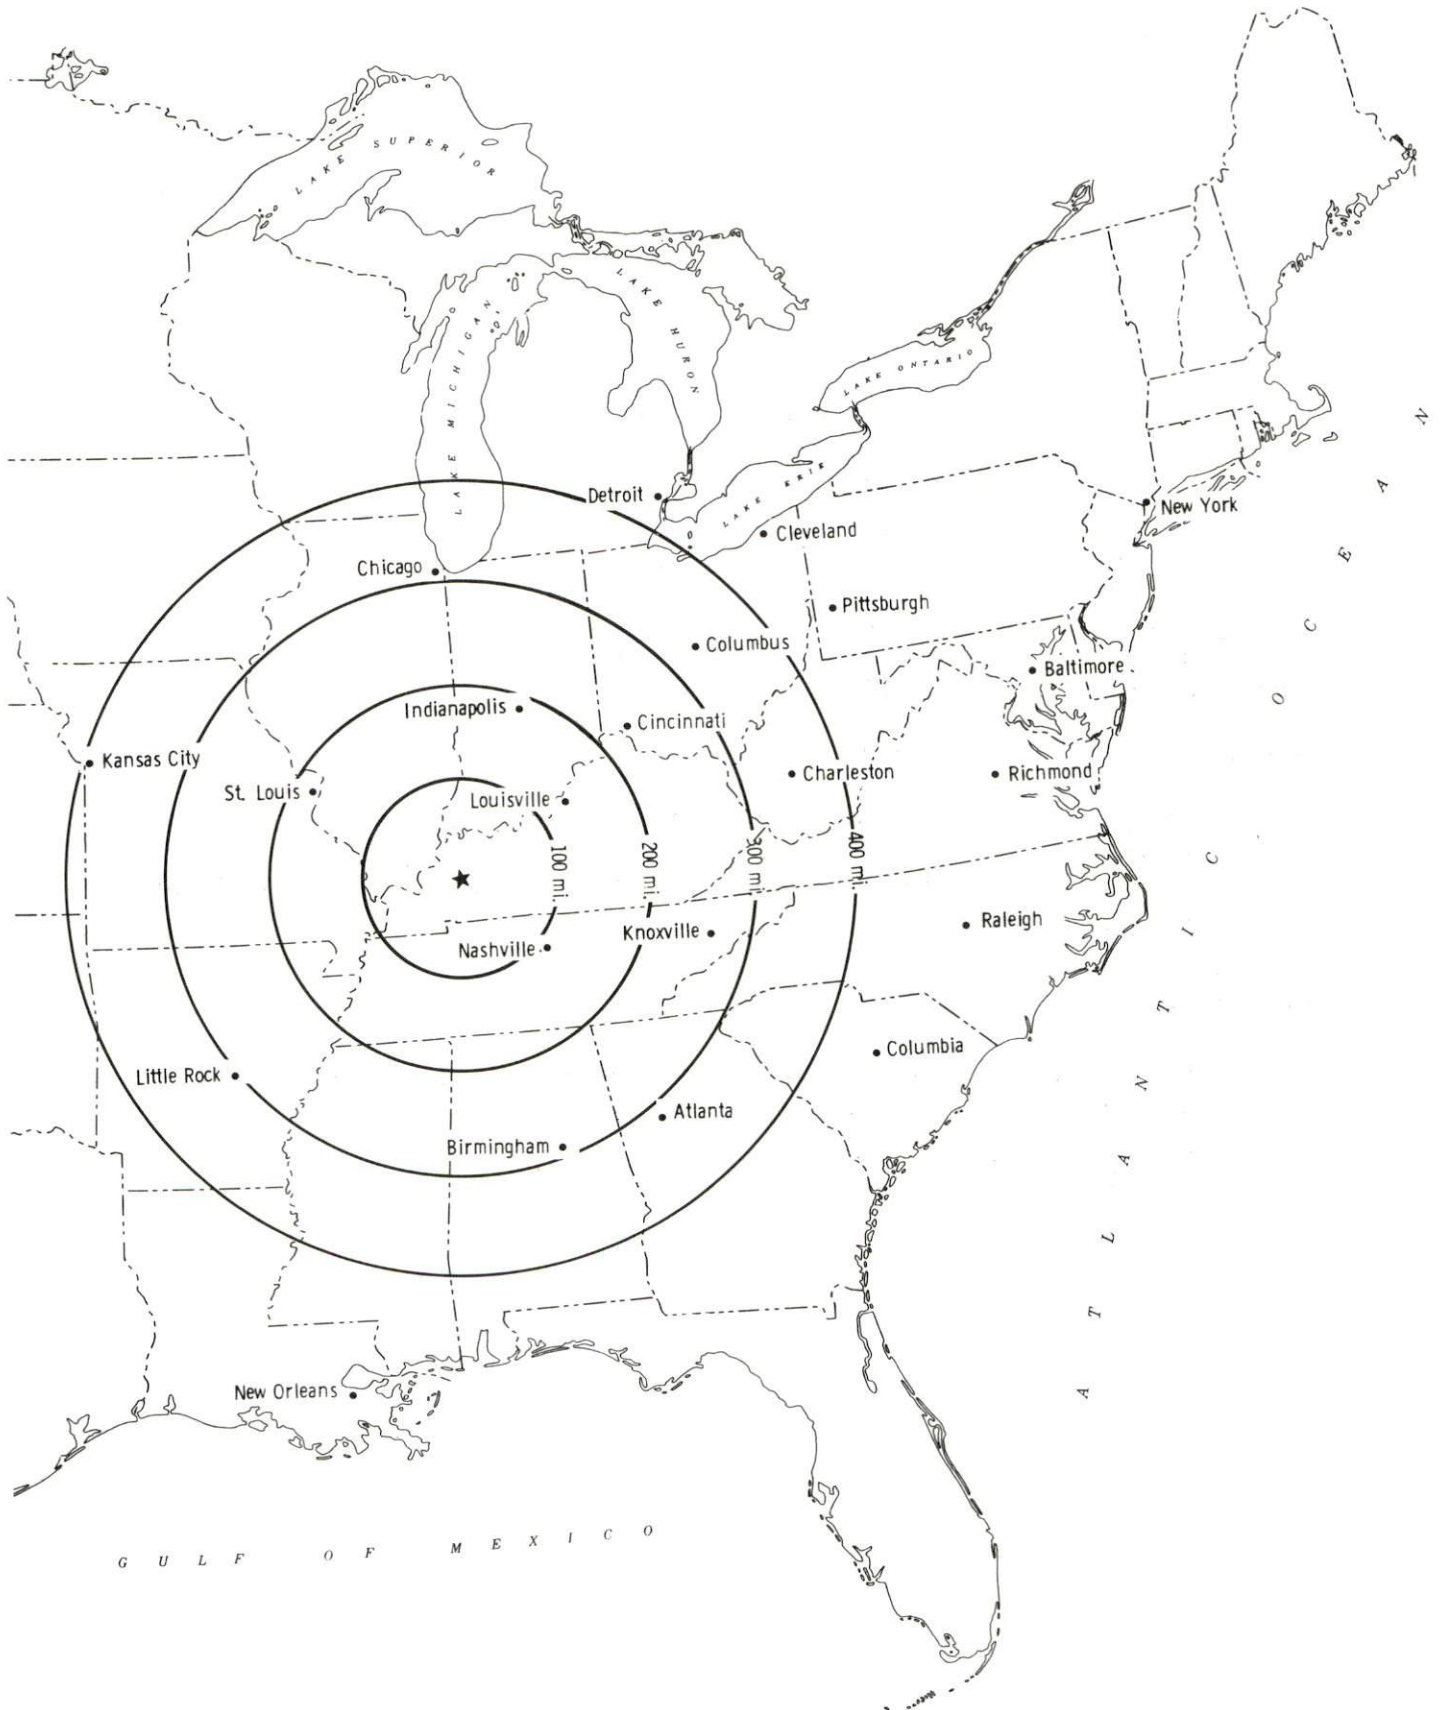 LAKE SUPERIOR
LAKE MICHIGAN
LAKE HURON
LAKE ONTARIO
LAKE ERIE
Detroit
New York
Cleveland
Chicago
Pittsburgh
Columbus
Baltimore
Indianapolis
Cincinnati
Kansas City
Charleston
Richmond
St. Louis
Louisville
100 mi.
200 mi.
300 mi.
400 mi.
Raleigh
Knoxville
Nashville
Columbia
Little Rock
Atlanta
Birmingham
New Orleans
ATLANTIC OCEAN
GULF OF MEXICO